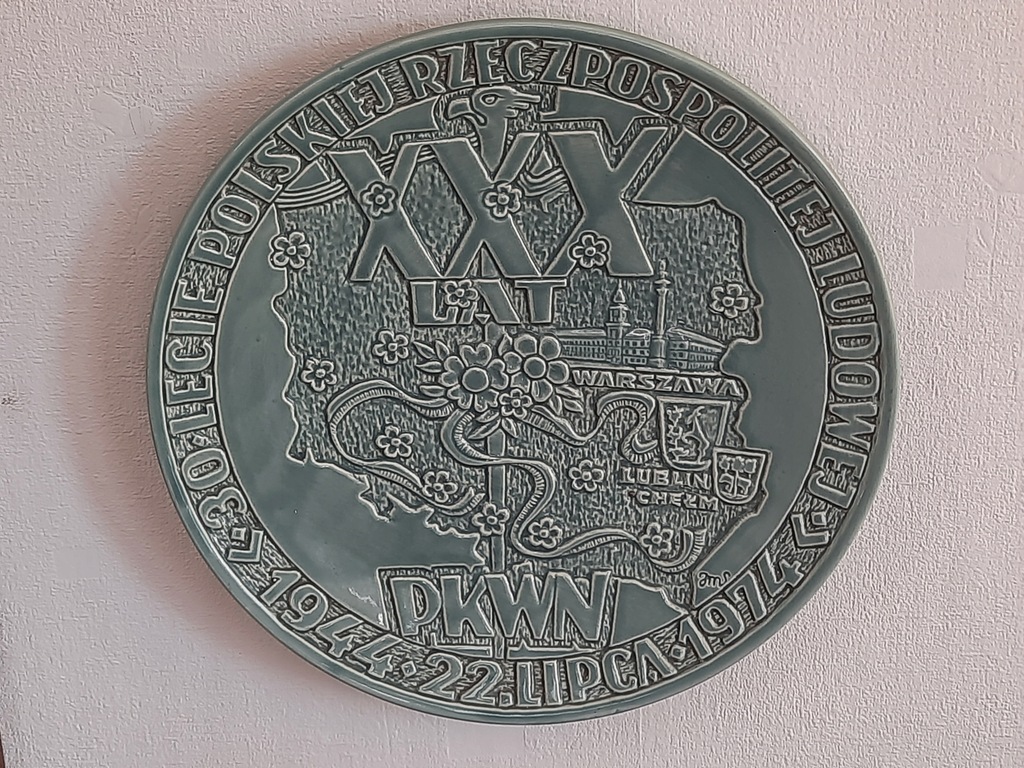 30 LECIE POLSKIEJ RZECZPOSPOLITEJ LUDOWEJ
XXX
LAT
WARSZAWA
LUBLIN
CHEŁM
PKWN
1944 · 22. LIPCA · 1974